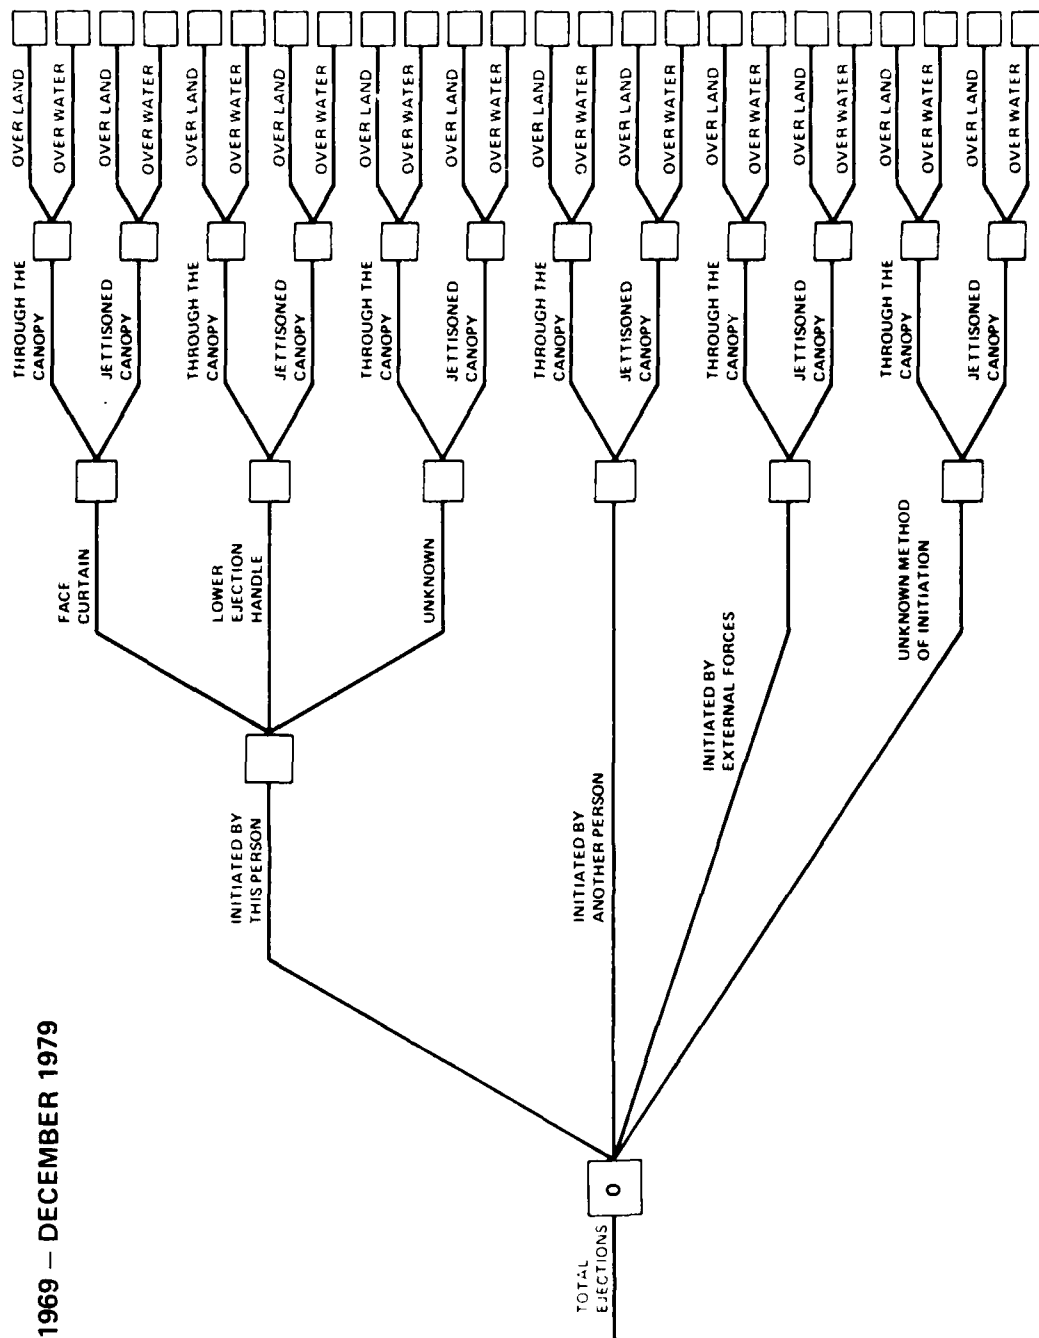 1969 – DECEMBER 1979
TOTAL
EJECTIONS
0
INITIATED BY
THIS PERSON
FACE
CURTAIN
THROUGH THE
CANOPY
OVER LAND
OVER WATER
JETTISONED
CANOPY
OVER LAND
OVER WATER
LOWER
EJECTION
HANDLE
THROUGH THE
CANOPY
OVER LAND
OVER WATER
JETTISONED
CANOPY
OVER LAND
OVER WATER
UNKNOWN
THROUGH THE
CANOPY
OVER LAND
OVER WATER
JETTISONED
CANOPY
OVER LAND
OVER WATER
INITIATED BY
ANOTHER PERSON
THROUGH THE
CANOPY
OVER LAND
OVER WATER
JETTISONED
CANOPY
OVER LAND
OVER WATER
INITIATED BY
EXTERNAL FORCES
THROUGH THE
CANOPY
OVER LAND
OVER WATER
JETTISONED
CANOPY
OVER LAND
OVER WATER
UNKNOWN METHOD
OF INITIATION
THROUGH THE
CANOPY
OVER LAND
OVER WATER
JETTISONED
CANOPY
OVER LAND
OVER WATER